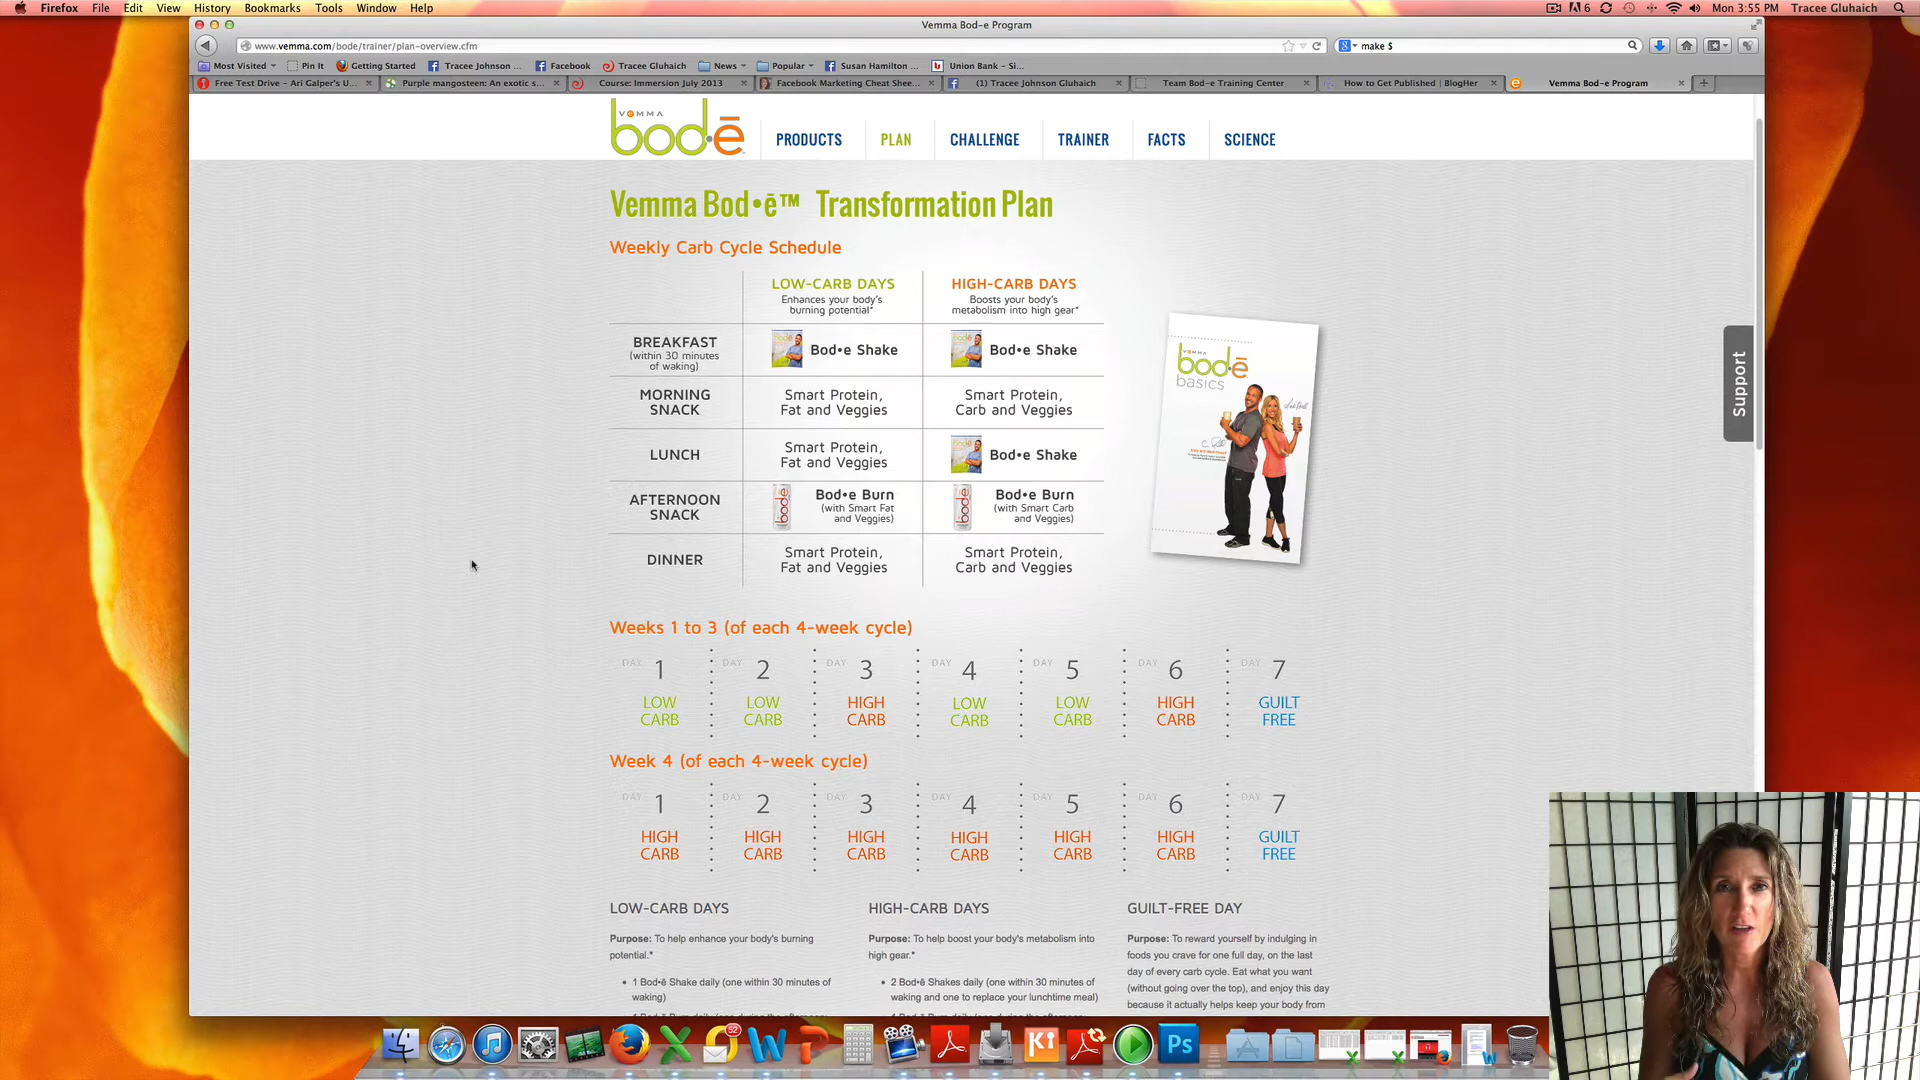 Firefox File Edit View History Bookmarks Tools Window Help
6 Mon 3:55 PM Tracee Gluhaich
Vemma Bod-e Program
www.vemma.com/bode/trainer/plan-overview.cfm
make $
Most Visited Pin It Getting Started Tracee Johnson ... Facebook Tracee Gluhaich News Popular Susan Hamilton ... Union Bank - Si...
Free Test Drive – Ari Galper's U... Purple mangosteen: An exotic s... Course: Immersion July 2013 Facebook Marketing Cheat Shee... (1) Tracee Johnson Gluhaich Team Bod-e Training Center How to Get Published | BlogHer Vemma Bod-e Program
VEMMA
bod·ē
PRODUCTS PLAN CHALLENGE TRAINER FACTS SCIENCE
Vemma Bod•ē™ Transformation Plan
Weekly Carb Cycle Schedule
LOW-CARB DAYS
Enhances your body's
burning potential*
HIGH-CARB DAYS
Boosts your body's
metabolism into high gear*
BREAKFAST
(within 30 minutes
of waking)
Bod•e Shake
Bod•e Shake
MORNING
SNACK
Smart Protein,
Fat and Veggies
Smart Protein,
Carb and Veggies
LUNCH
Smart Protein,
Fat and Veggies
Bod•e Shake
AFTERNOON
SNACK
Bod•e Burn
(with Smart Fat
and Veggies)
Bod•e Burn
(with Smart Carb
and Veggies)
DINNER
Smart Protein,
Fat and Veggies
Smart Protein,
Carb and Veggies
VEMMA
bod·ē
basics
Support
Weeks 1 to 3 (of each 4-week cycle)
DAY 1 DAY 2 DAY 3 DAY 4 DAY 5 DAY 6 DAY 7
LOW LOW HIGH LOW LOW HIGH GUILT
CARB CARB CARB CARB CARB CARB FREE
Week 4 (of each 4-week cycle)
DAY 1 DAY 2 DAY 3 DAY 4 DAY 5 DAY 6 DAY 7
HIGH HIGH HIGH HIGH HIGH HIGH GUILT
CARB CARB CARB CARB CARB CARB FREE
LOW-CARB DAYS
Purpose: To help enhance your body's burning
potential.*
• 1 Bod•ē Shake daily (one within 30 minutes of
waking)
HIGH-CARB DAYS
Purpose: To help boost your body's metabolism into
high gear.*
• 2 Bod•ē Shakes daily (one within 30 minutes of
waking and one to replace your lunchtime meal)
GUILT-FREE DAY
Purpose: To reward yourself by indulging in
foods you crave for one full day, on the last
day of every carb cycle. Eat what you want
(without going over the top), and enjoy this day
because it actually helps keep your body from
52
Ps